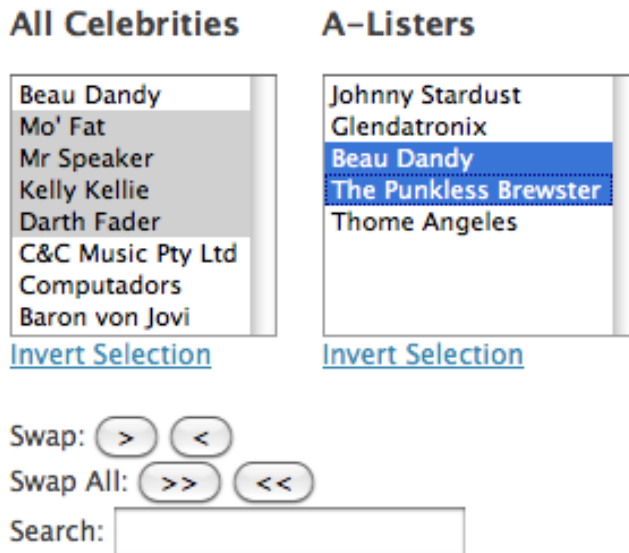 All Celebrities
Beau Dandy
Mo' Fat
Mr Speaker
Kelly Kellie
Darth Fader
C&C Music Pty Ltd
Computadors
Baron von Jovi
Invert Selection
A-Listers
Johnny Stardust
Glendatronix
Beau Dandy
The Punkless Brewster
Thome Angeles
Invert Selection
Swap: > <
Swap All: >> <<
Search: